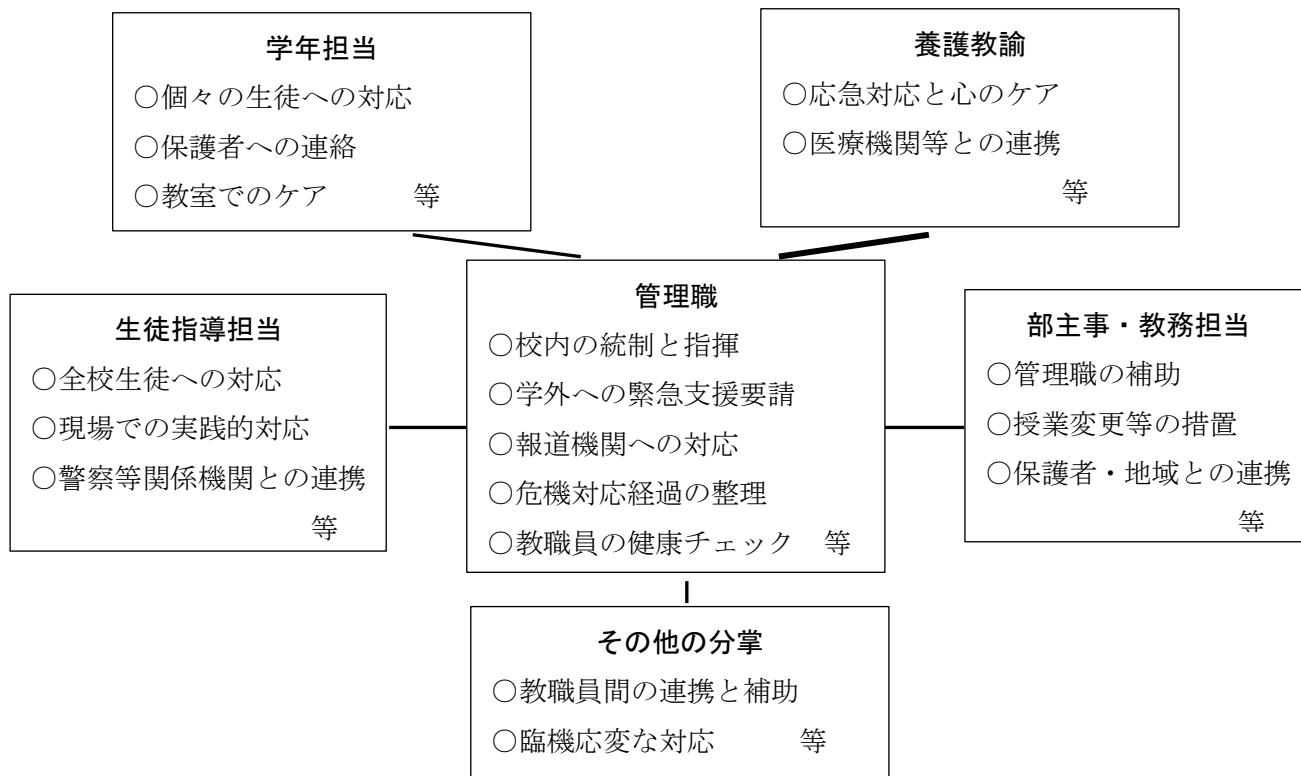 学年担当
○個々の生徒への対応
○保護者への連絡
○教室でのケア　　　等
養護教諭
○応急対応と心のケア
○医療機関等との連携
等
生徒指導担当
○全校生徒への対応
○現場での実践的対応
○警察等関係機関との連携
等
管理職
○校内の統制と指揮
○学外への緊急支援要請
○報道機関への対応
○危機対応経過の整理
○教職員の健康チェック　等
部主事・教務担当
○管理職の補助
○授業変更等の措置
○保護者・地域との連携
等
その他の分掌
○教職員間の連携と補助
○臨機応変な対応　　　等